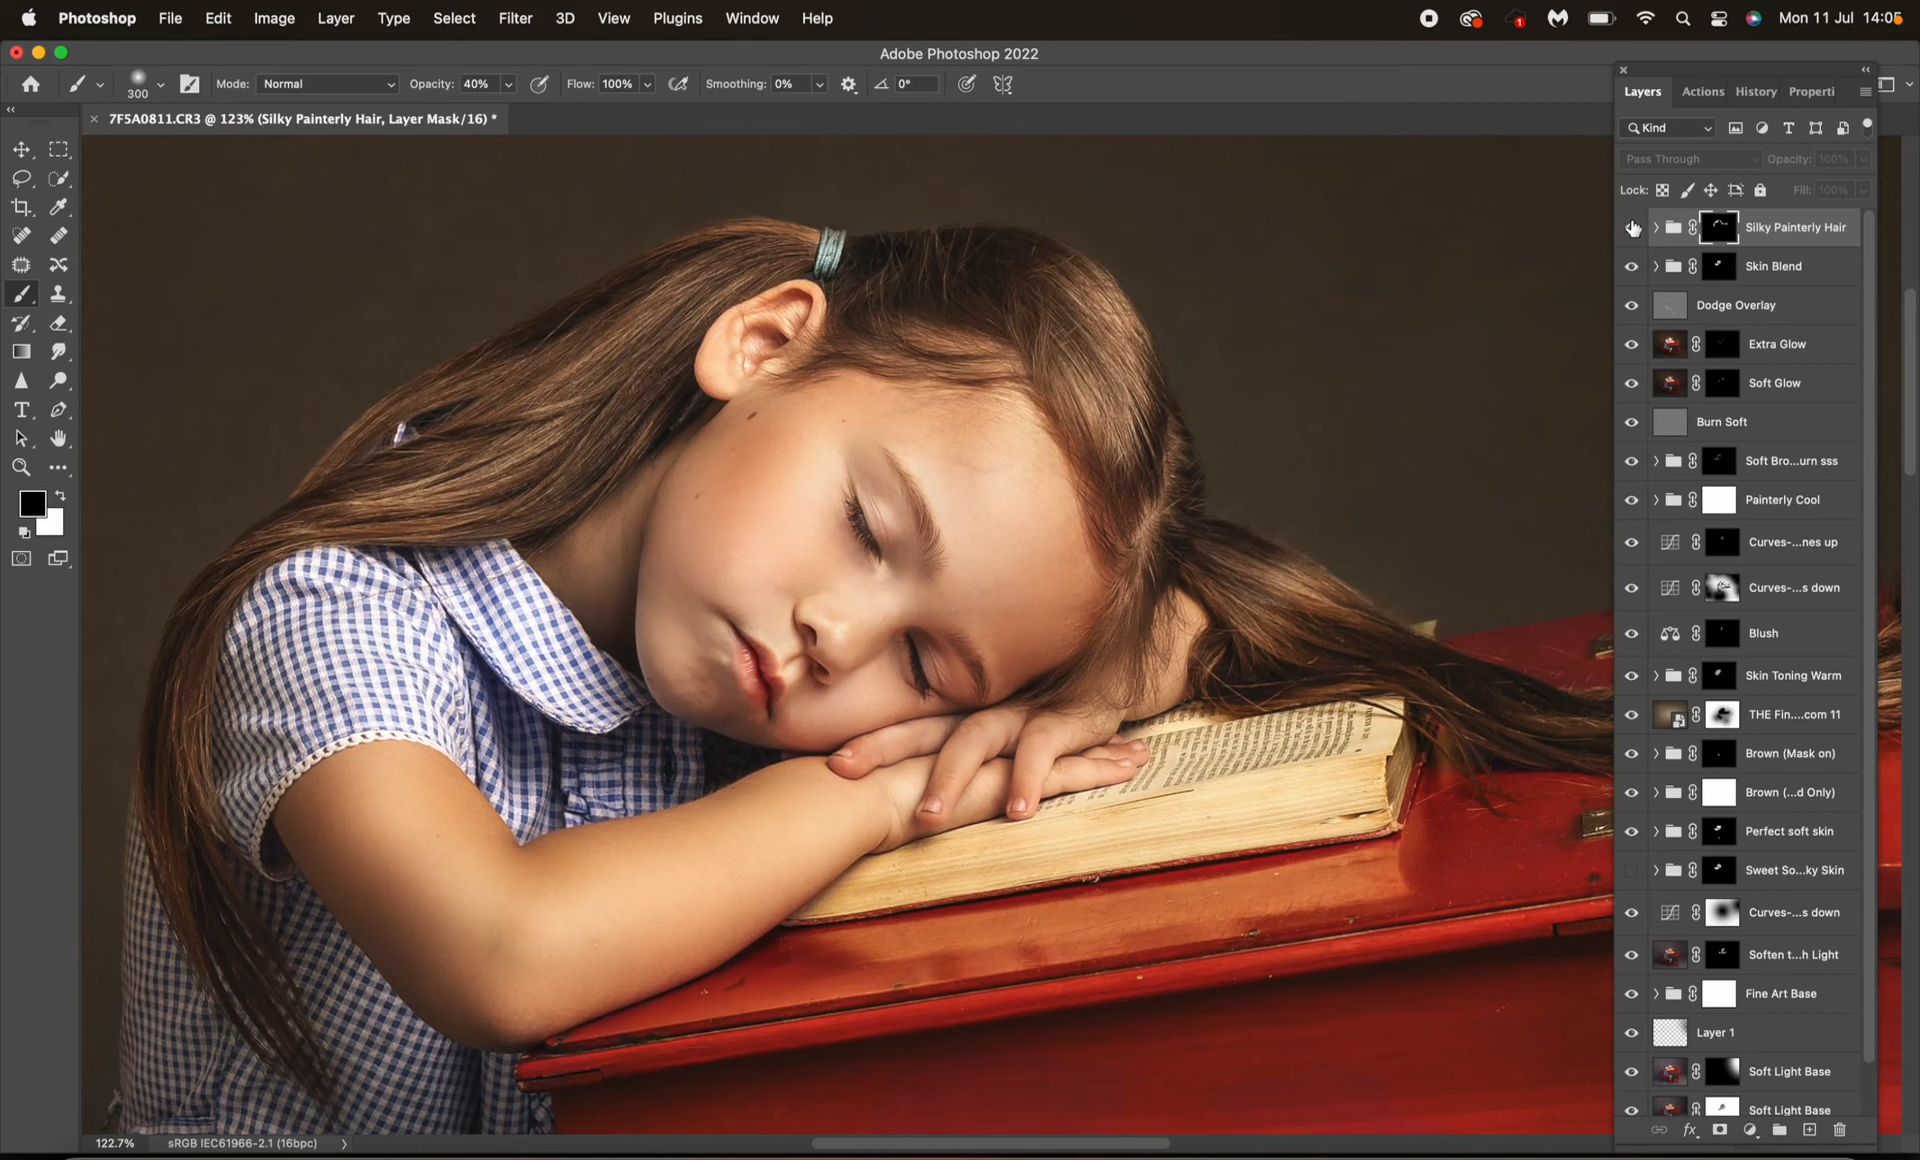 Photoshop File Edit Image Layer Type Select Filter 3D View Plugins Window Help 1 Mon 11 Jul 14:05
Adobe Photoshop 2022
300 Mode: Normal Opacity: 40% Flow: 100% Smoothing: 0% 0°
7F5A0811.CR3 @ 123% (Silky Painterly Hair, Layer Mask/16) *
Layers Actions History Properti
Kind
Pass Through Opacity: 100%
Lock: Fill: 100%
Silky Painterly Hair
Skin Blend
Dodge Overlay
Extra Glow
Soft Glow
Burn Soft
Soft Bro...urn sss
Painterly Cool
Curves-...nes up
Curves-...s down
Blush
Skin Toning Warm
THE Fin....com 11
Brown (Mask on)
Brown (...d Only)
Perfect soft skin
Sweet So...ky Skin
Curves-...s down
Soften t...h Light
Fine Art Base
Layer 1
Soft Light Base
Soft Light Base
122.7% sRGB IEC61966-2.1 (16bpc)